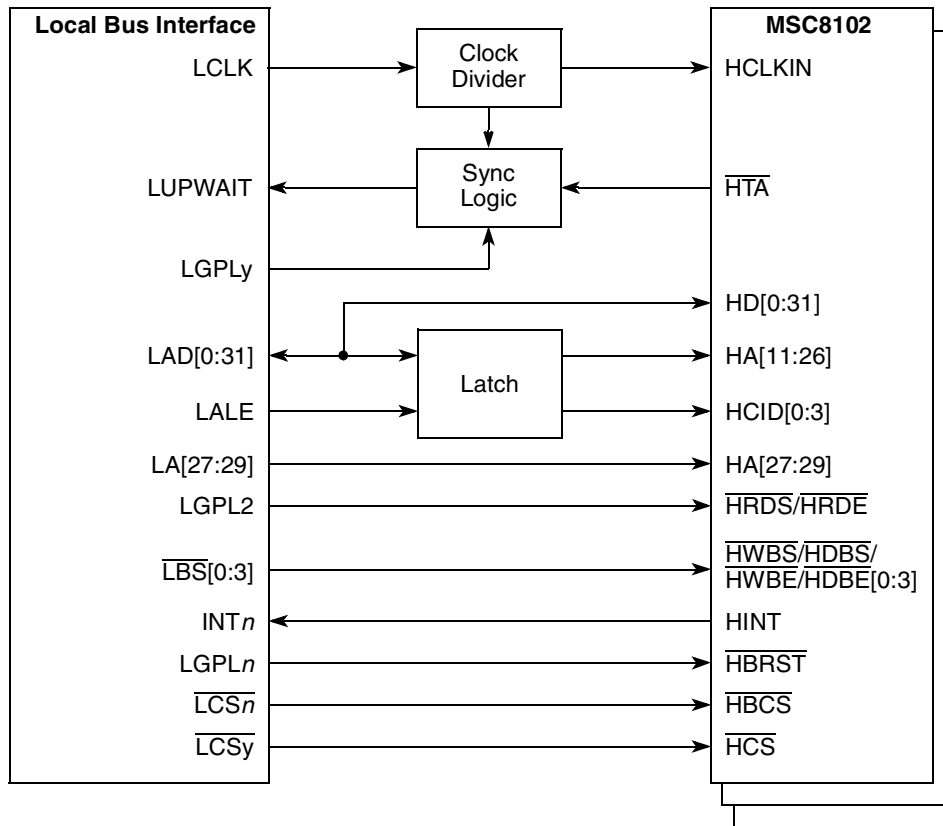 Local Bus Interface
MSC8102
LCLK
Clock
Divider
HCLKIN
LUPWAIT
Sync
Logic
HTA
LGPLy
HD[0:31]
LAD[0:31]
HA[11:26]
Latch
LALE
HCID[0:3]
LA[27:29]
HA[27:29]
LGPL2
HRDS/HRDE
LBS[0:3]
HWBS/HDBS/
HWBE/HDBE[0:3]
INTn
HINT
LGPLn
HBRST
LCSn
HBCS
LCSy
HCS